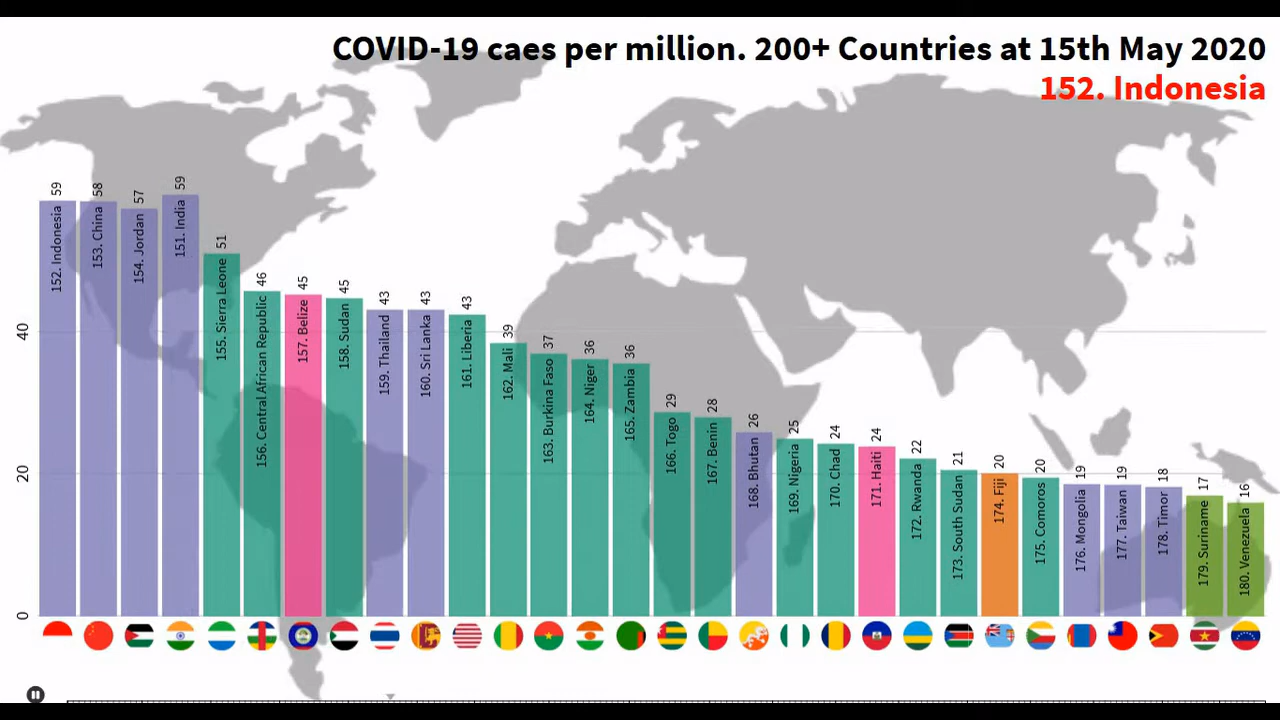 COVID-19 caes per million. 200+ Countries at 15th May 2020
152. Indonesia
40
20
0
152. Indonesia 59
153. China 58
154. Jordan 57
151. India 59
155. Sierra Leone 51
156. Central African Republic 46
157. Belize 45
158. Sudan 45
159. Thailand 43
160. Sri Lanka 43
161. Liberia 43
162. Mali 39
163. Burkina Faso 37
164. Niger 36
165. Zambia 36
166. Togo 29
167. Benin 28
168. Bhutan 26
169. Nigeria 25
170. Chad 24
171. Haiti 24
172. Rwanda 22
173. South Sudan 21
174. Fiji 20
175. Comoros 20
176. Mongolia 19
177. Taiwan 19
178. Timor 18
179. Suriname 17
180. Venezuela 16